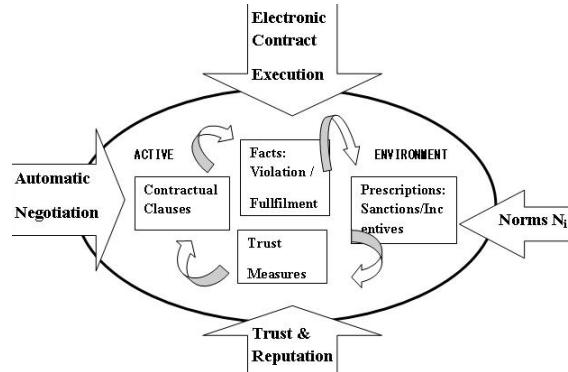 Electronic
Contract
Execution
ACTIVE
ENVIRONMENT
Facts:
Violation /
Fullfilment
Automatic
Negotiation
Contractual
Clauses
Prescriptions:
Sanctions/Inc
entives
Norms Ni
Trust
Measures
Trust &
Reputation